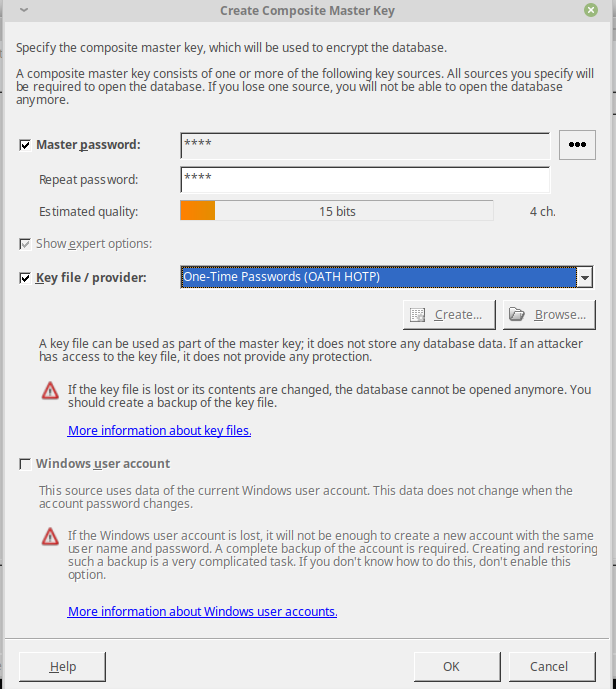 Create Composite Master Key
Specify the composite master key, which will be used to encrypt the database.
A composite master key consists of one or more of the following key sources. All sources you specify will
be required to open the database. If you lose one source, you will not be able to open the database
anymore.
Master password: **** •••
Repeat password: ****
Estimated quality: 15 bits 4 ch.
Show expert options:
Key file / provider: One-Time Passwords (OATH HOTP)
Create... Browse...
A key file can be used as part of the master key; it does not store any database data. If an attacker
has access to the key file, it does not provide any protection.
If the key file is lost or its contents are changed, the database cannot be opened anymore. You
should create a backup of the key file.
More information about key files.
Windows user account
This source uses data of the current Windows user account. This data does not change when the
account password changes.
If the Windows user account is lost, it will not be enough to create a new account with the same
user name and password. A complete backup of the account is required. Creating and restoring
such a backup is a very complicated task. If you don't know how to do this, don't enable this
option.
More information about Windows user accounts.
Help OK Cancel